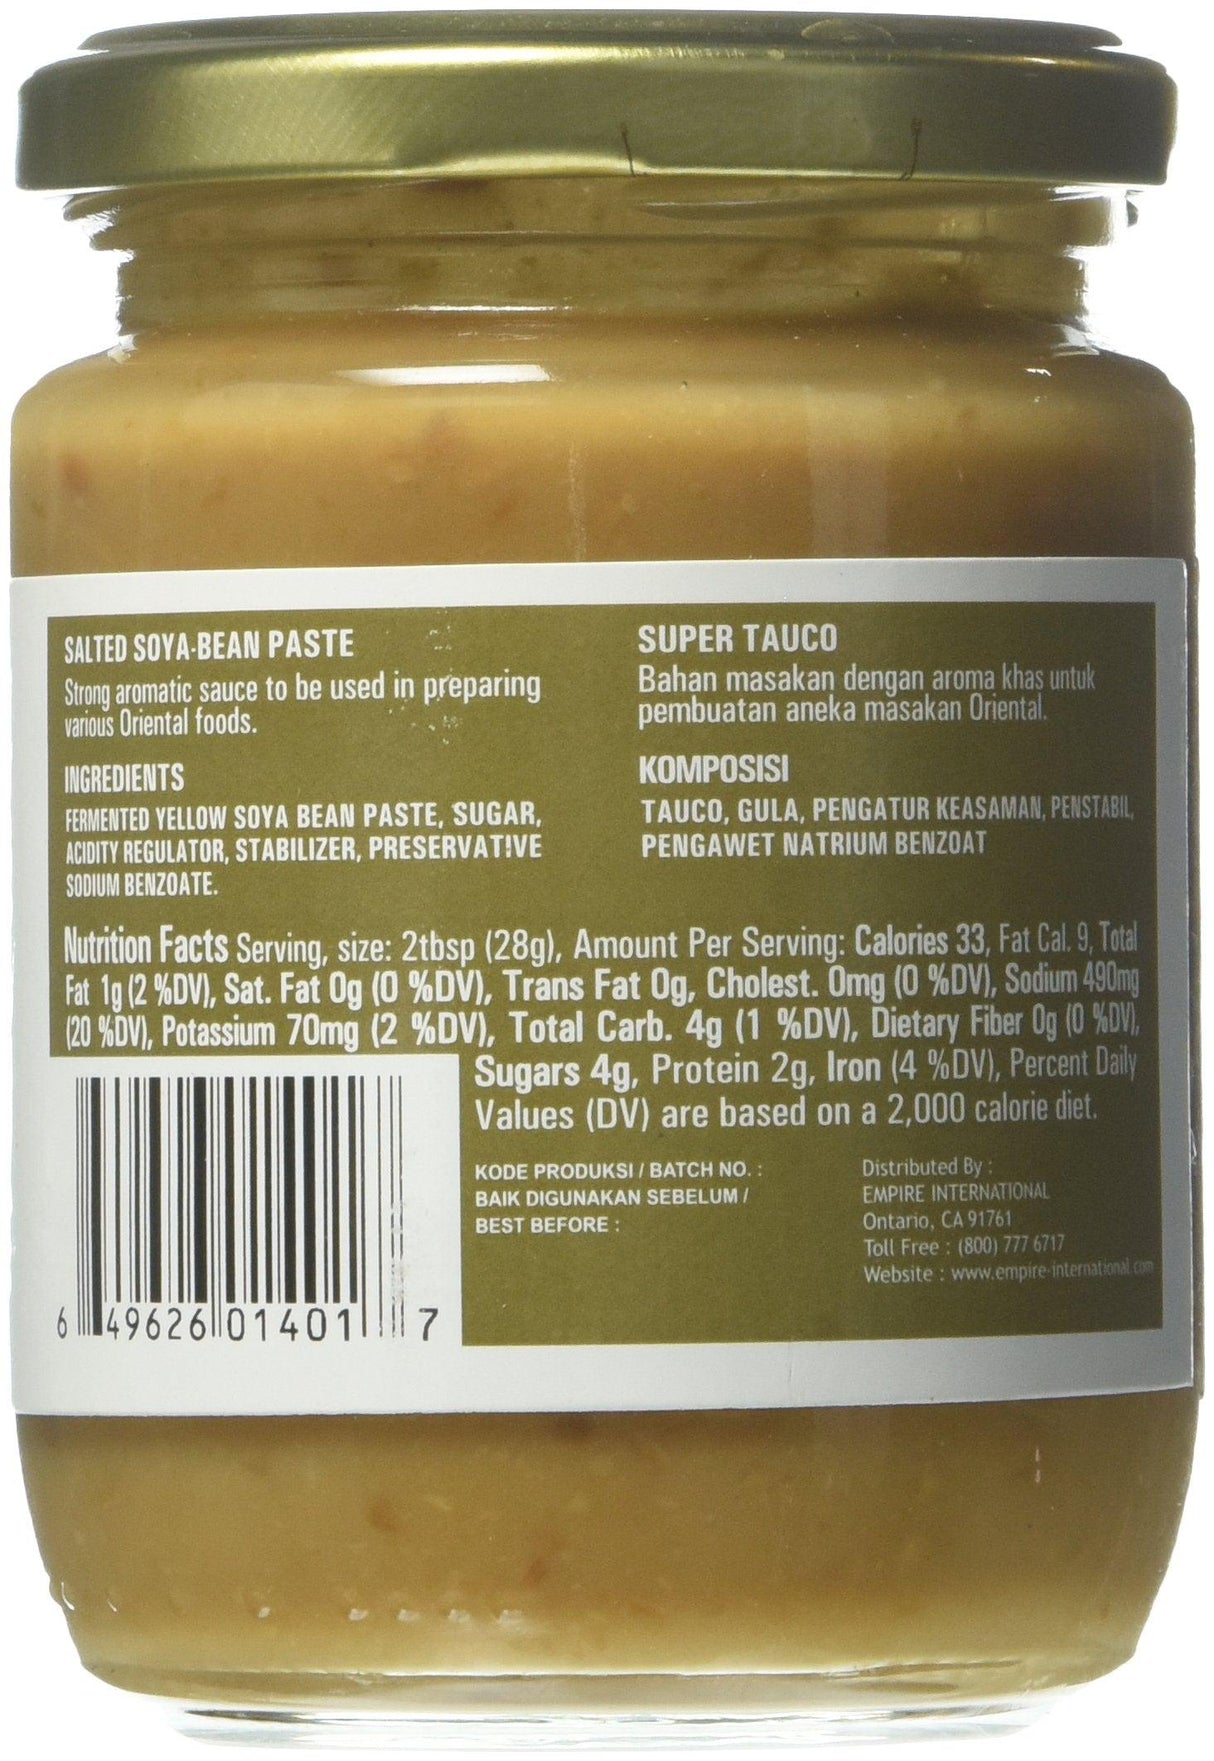 SALTED SOYA-BEAN PASTE
Strong aromatic sauce to be used in preparing
various Oriental foods.
INGREDIENTS
FERMENTED YELLOW SOYA BEAN PASTE, SUGAR,
ACIDITY REGULATOR, STABILIZER, PRESERVATIVE
SODIUM BENZOATE.
SUPER TAUCO
Bahan masakan dengan aroma khas untuk
pembuatan aneka masakan Oriental.
KOMPOSISI
TAUCO, GULA, PENGATUR KEASAMAN, PENSTABIL,
PENGAWET NATRIUM BENZOAT
Nutrition Facts Serving, size: 2tbsp (28g), Amount Per Serving: Calories 33, Fat Cal. 9, Total
Fat 1g (2 %DV), Sat. Fat 0g (0 %DV), Trans Fat 0g, Cholest. 0mg (0 %DV), Sodium 490mg
(20 %DV), Potassium 70mg (2 %DV), Total Carb. 4g (1 %DV), Dietary Fiber 0g (0 %DV),
Sugars 4g, Protein 2g, Iron (4 %DV), Percent Daily
Values (DV) are based on a 2,000 calorie diet.
KODE PRODUKSI / BATCH NO. :
BAIK DIGUNAKAN SEBELUM /
BEST BEFORE :
Distributed By :
EMPIRE INTERNATIONAL
Ontario, CA 91761
Toll Free : (800) 777 6717
Website : www.empire-international.com
6 49626 01401 7